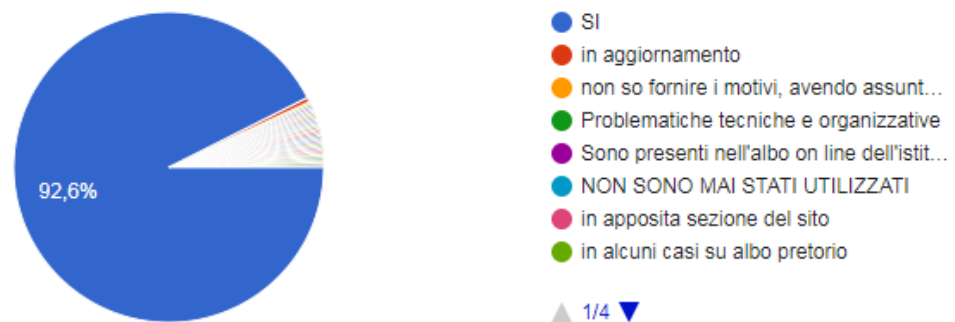 92,6%
SI
in aggiornamento
non so fornire i motivi, avendo assunt...
Problematiche tecniche e organizzative
Sono presenti nell'albo on line dell'istit...
NON SONO MAI STATI UTILIZZATI
in apposita sezione del sito
in alcuni casi su albo pretorio
1/4